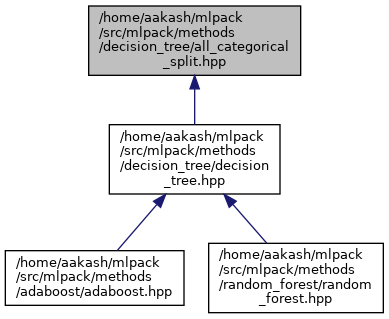 /home/aakash/mlpack
/src/mlpack/methods
/decision_tree/all_categorical
_split.hpp
/home/aakash/mlpack
/src/mlpack/methods
/decision_tree/decision
_tree.hpp
/home/aakash/mlpack
/src/mlpack/methods
/adaboost/adaboost.hpp
/home/aakash/mlpack
/src/mlpack/methods
/random_forest/random
_forest.hpp